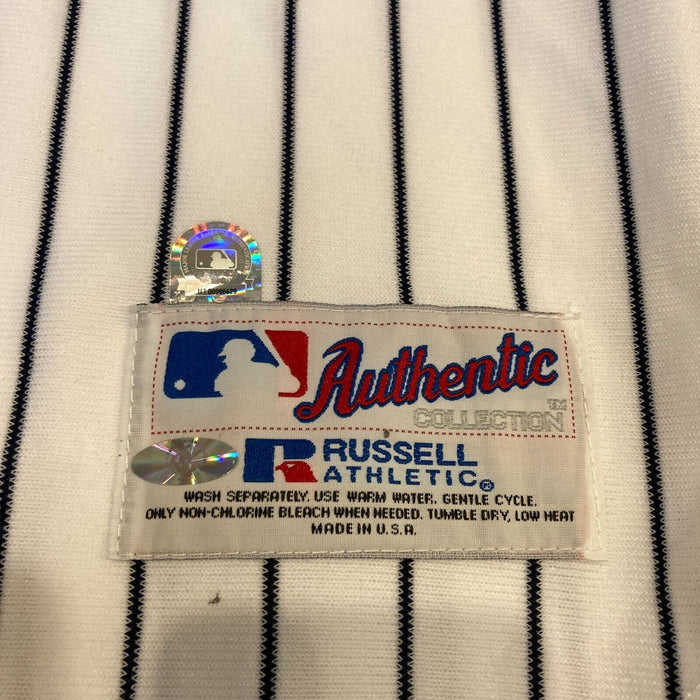 Authentic
COLLECTION™
RUSSELL
ATHLETIC®
WASH SEPARATELY. USE WARM WATER. GENTLE CYCLE.
ONLY NON-CHLORINE BLEACH WHEN NEEDED. TUMBLE DRY, LOW HEAT
MADE IN U.S.A.